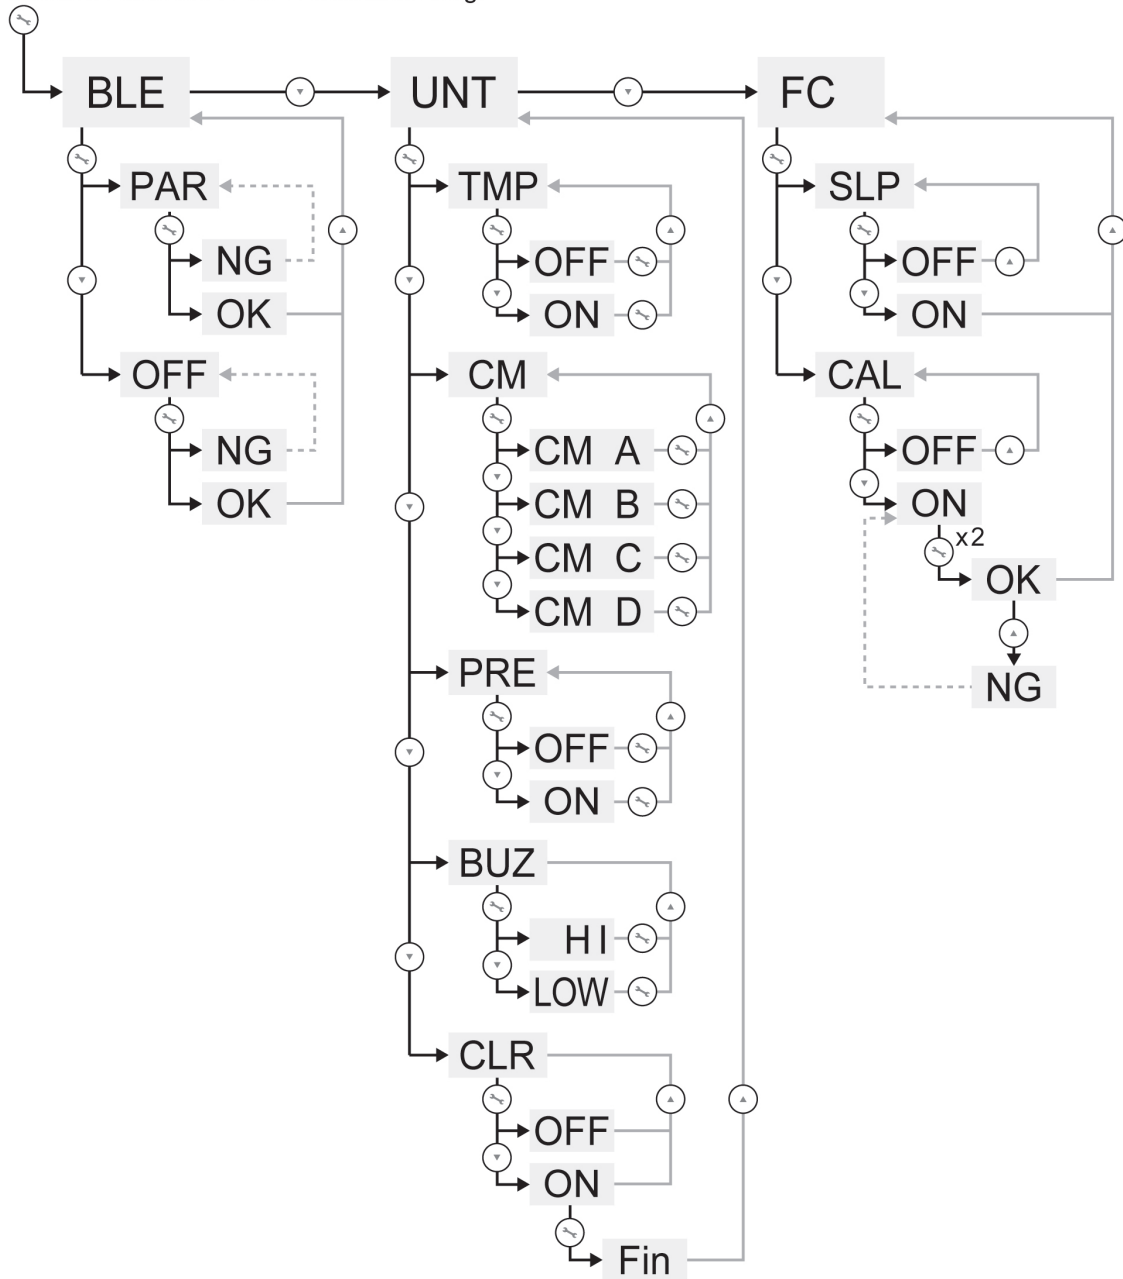 BLE
UNT
FC
PAR
NG
OK
OFF
NG
OK
TMP
OFF
ON
CM
CM A
CM B
CM C
CM D
PRE
OFF
ON
BUZ
HI
LOW
CLR
OFF
ON
Fin
SLP
OFF
ON
CAL
OFF
ON
x2
OK
NG